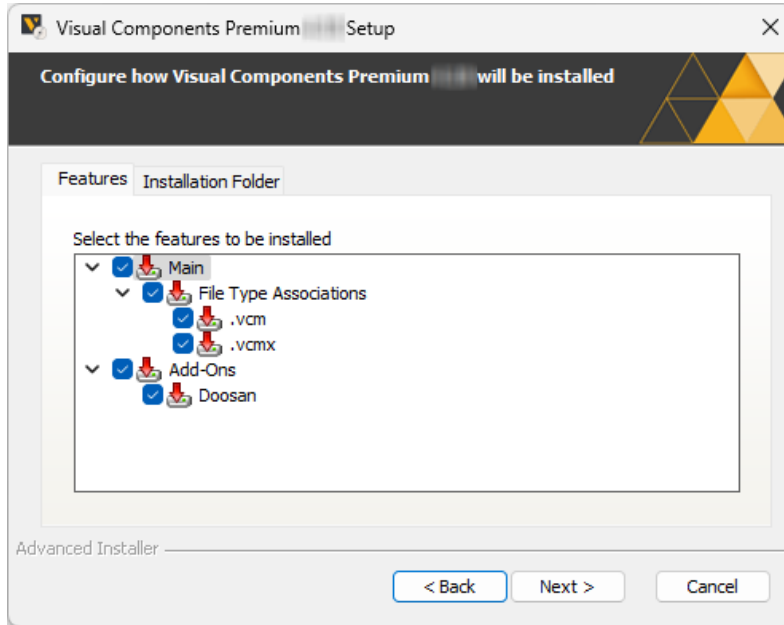 Visual Components Premium Setup
Configure how Visual Components Premium will be installed
Features
Installation Folder
Select the features to be installed
Main
File Type Associations
.vcm
.vcmx
Add-Ons
Doosan
Advanced Installer
< Back
Next >
Cancel